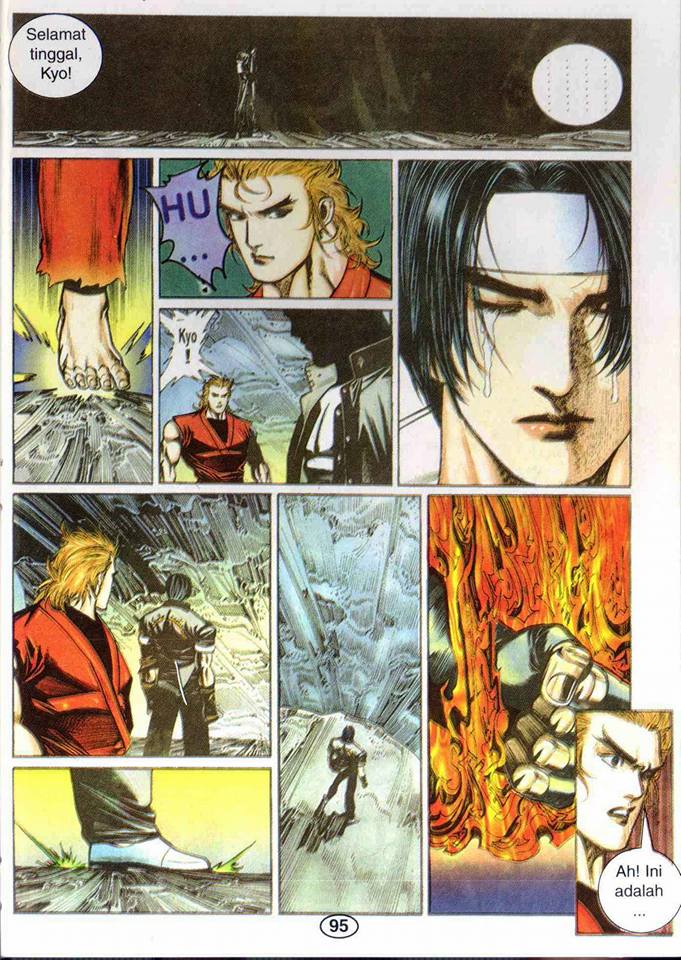 Selamat
tinggal,
Kyo!
............
HU
...
Kyo
!
Ah! Ini
adalah
...
95